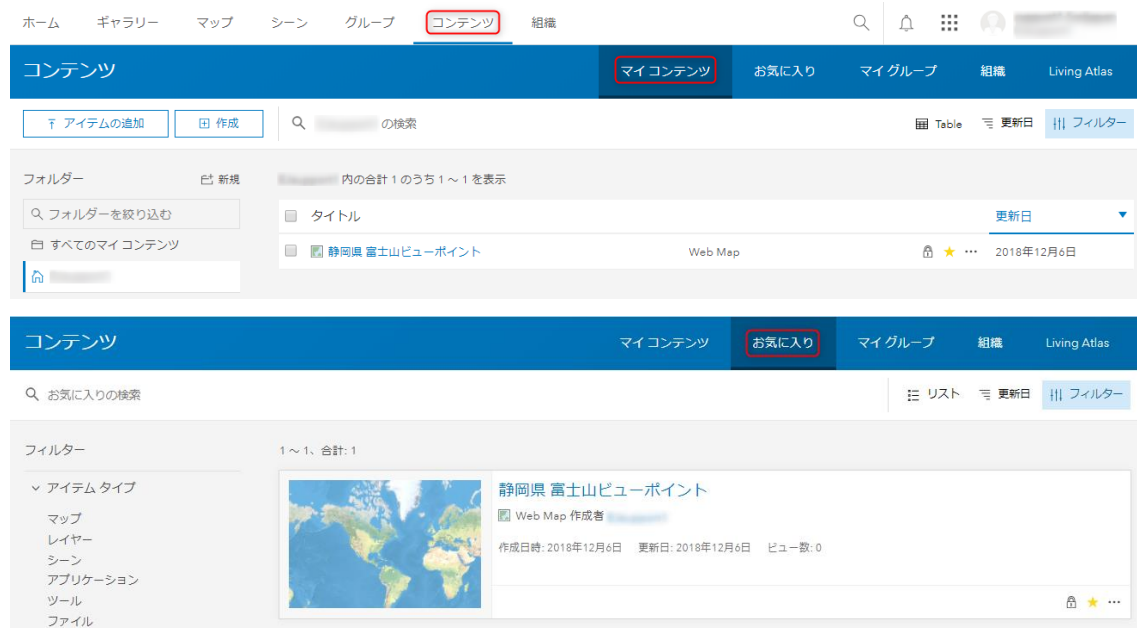 ホーム ギャラリー マップ シーン グループ コンテンツ 組織
コンテンツ マイ コンテンツ お気に入り マイ グループ 組織 Living Atlas
アイテムの追加 作成 の検索 Table 更新日 フィルター
フォルダー 新規 内の合計 1 のうち 1 ~ 1 を表示
フォルダーを絞り込む タイトル 更新日
すべてのマイ コンテンツ 静岡県 富士山ビューポイント Web Map 2018年12月6日
コンテンツ マイ コンテンツ お気に入り マイ グループ 組織 Living Atlas
お気に入りの検索 リスト 更新日 フィルター
フィルター 1 ~ 1、合計: 1
アイテム タイプ 静岡県 富士山ビューポイント
マップ Web Map 作成者
レイヤー 作成日時: 2018年12月6日 更新日: 2018年12月6日 ビュー数: 0
シーン
アプリケーション
ツール
ファイル